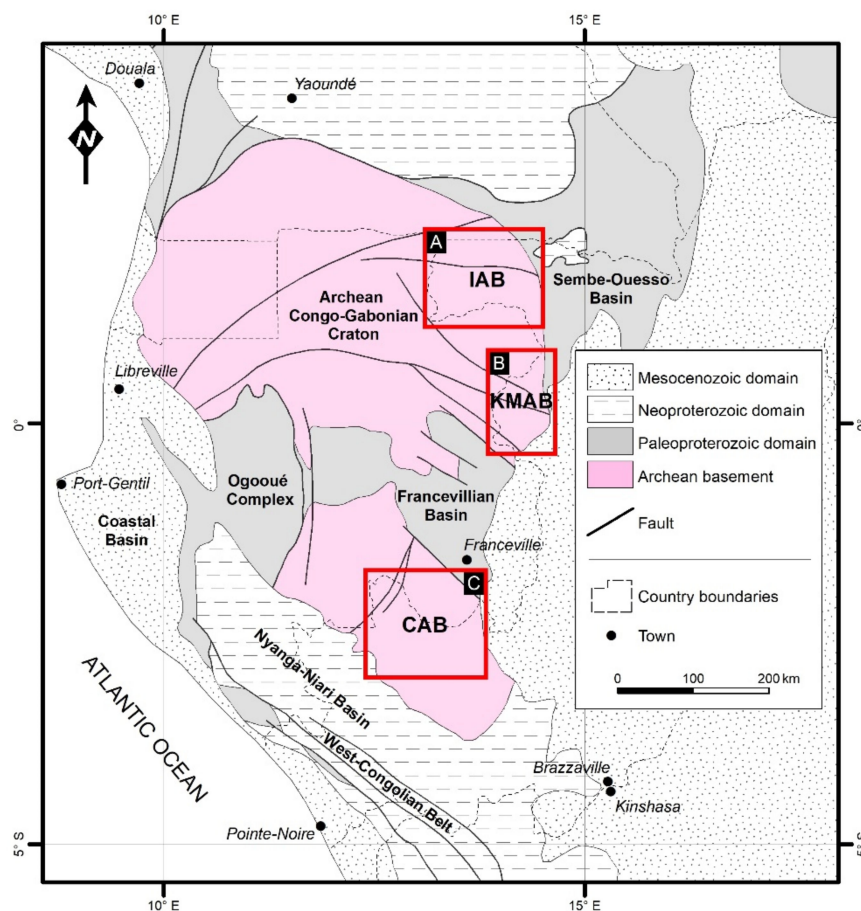 10° E
15° E
Douala
Yaoundé
N
A
IAB
Sembe-Ouesso
Basin
Archean
Congo-Gabonian
Craton
B
KMAB
Libreville
0°
0°
Mesocenozoic domain
Neoproterozoic domain
Paleoproterozoic domain
Archean basement
Fault
Country boundaries
Town
0 100 200 km
Port-Gentil
Ogooué
Complex
Francevillian
Basin
Coastal
Basin
Franceville
C
CAB
Nyanga-Niari Basin
ATLANTIC OCEAN
West-Congolian Belt
Brazzaville
Kinshasa
Pointe-Noire
5° S
5° S
10° E
15° E